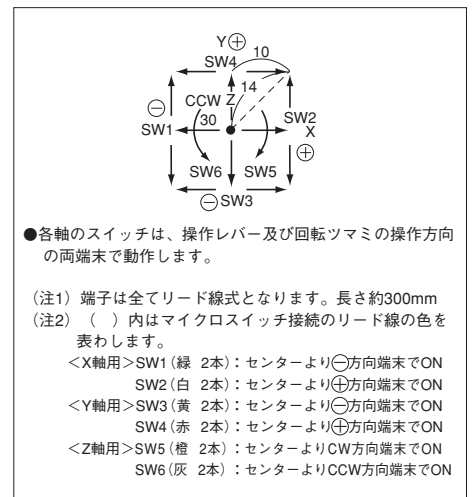 Y⊕
10
SW4
CCW Z 14
⊖
SW1 30 SW2
X
⊕
SW6 SW5
⊖SW3
●各軸のスイッチは、操作レバー及び回転ツマミの操作方向
の両端末で動作します。
(注1) 端子は全てリード線式となります。長さ約300mm
(注2) ( )内はマイクロスイッチ接続のリード線の色を
表わします。
<X軸用>SW1(緑 2本):センターより⊖方向端末でON
SW2(白 2本):センターより⊕方向端末でON
<Y軸用>SW3(黄 2本):センターより⊖方向端末でON
SW4(赤 2本):センターより⊕方向端末でON
<Z軸用>SW5(橙 2本):センターよりCW方向端末でON
SW6(灰 2本):センターよりCCW方向端末でON